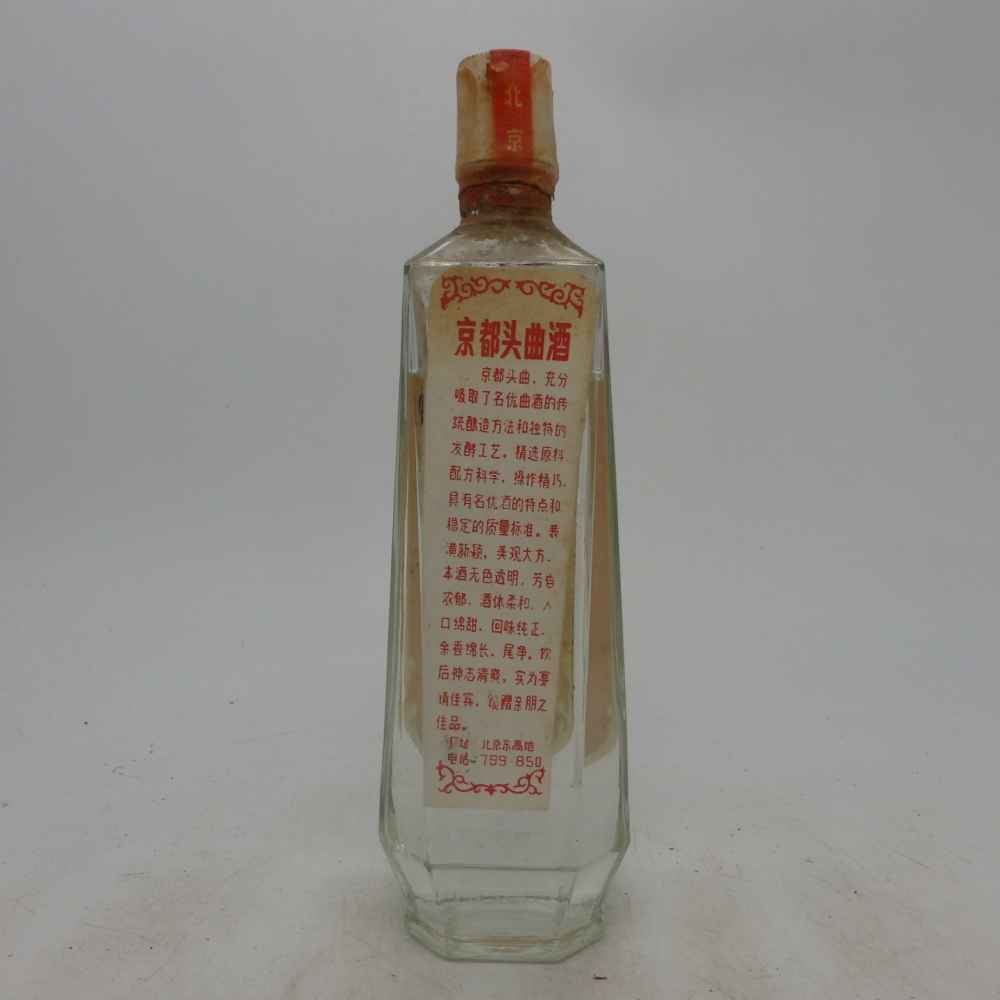 北
京
京都头曲酒
京都头曲，充分
吸取了名优曲酒的传
统酿造方法和独特的
发酵工艺。精选原料
配方科学、操作精巧、
具有名优酒的特点和
稳定的质量标准。装
潢新颖，美观大方、
本酒无色透明，芳香
浓郁、酒体柔和、入
口绵甜、回味纯正、
余香绵长、尾净。饮
后神志清爽，实为宴
请佳宾、馈赠亲朋之
佳品。
厂址 北京东高地
电话 799·850